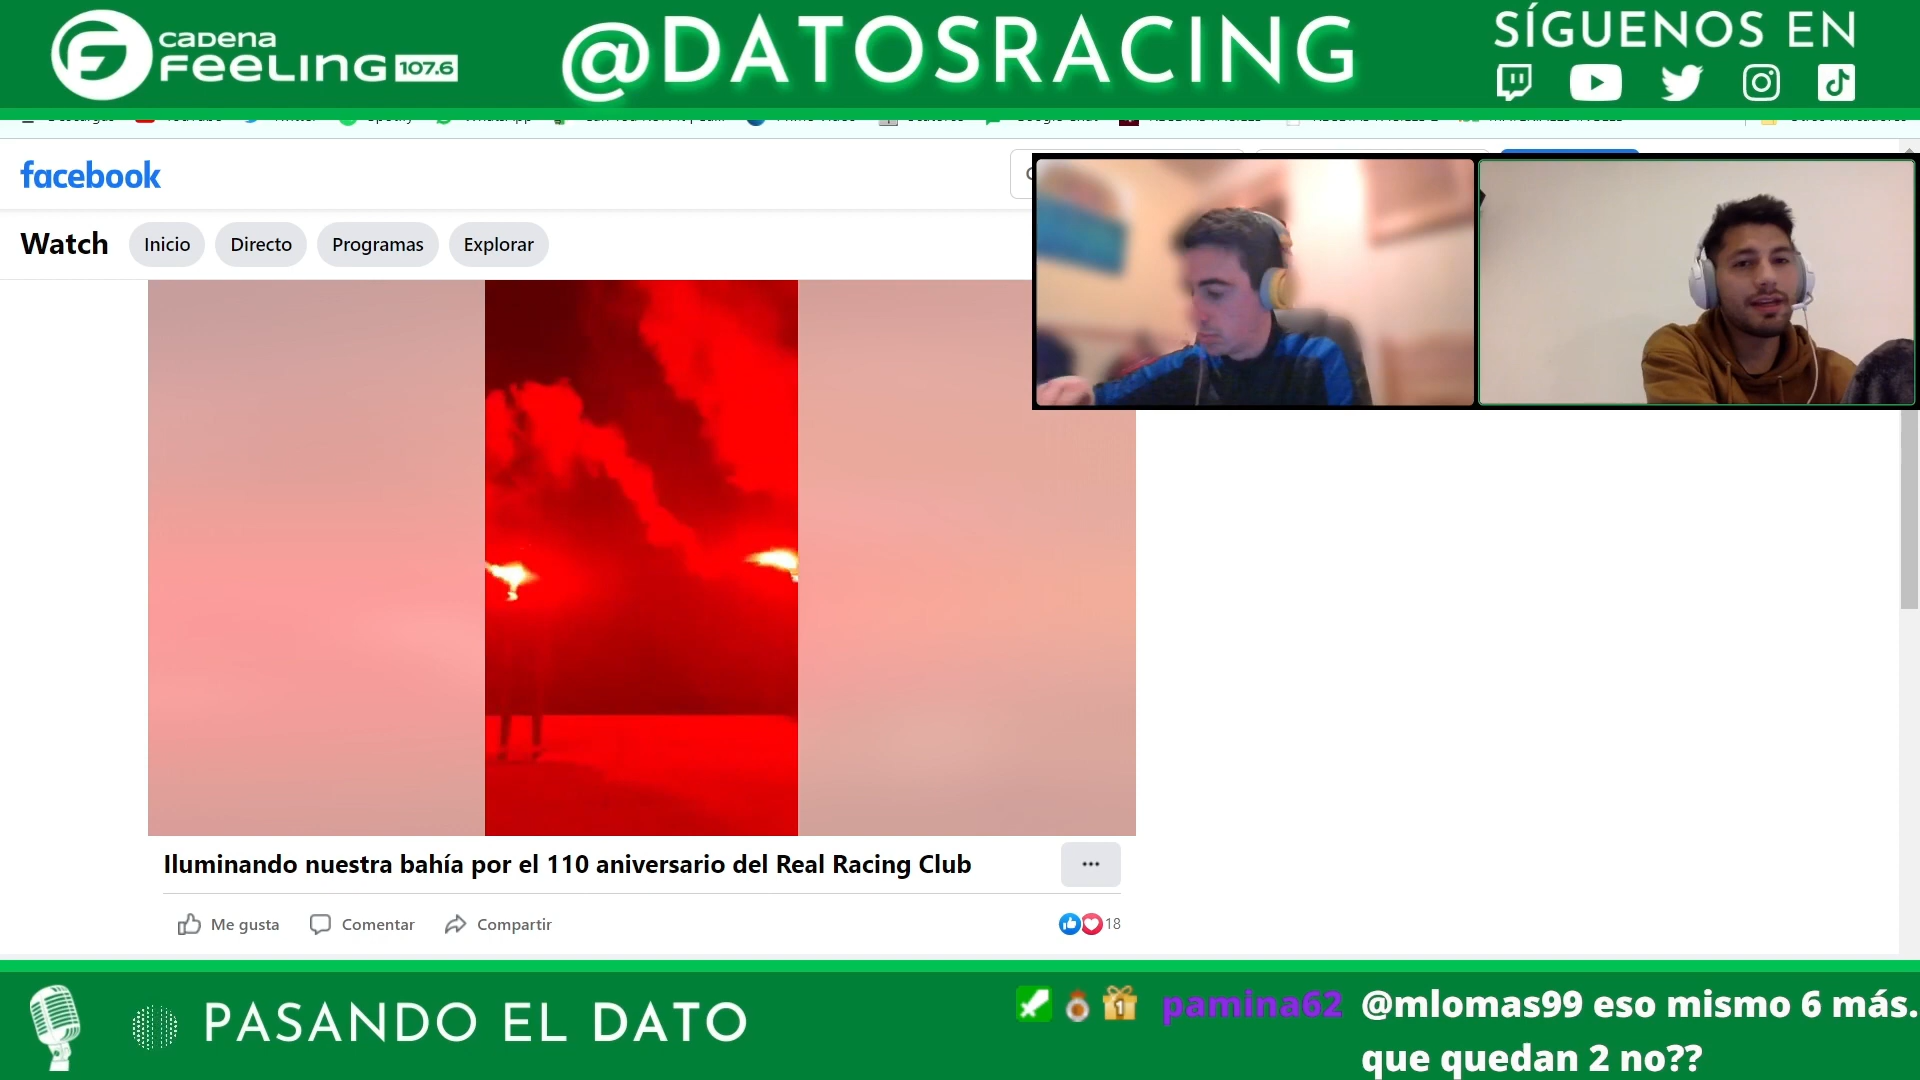 CADENA
FEELING 107.6
@DATOSRACING
SÍGUENOS EN
facebook
Watch
Inicio
Directo
Programas
Explorar
Iluminando nuestra bahía por el 110 aniversario del Real Racing Club
...
Me gusta
Comentar
Compartir
18
PASANDO EL DATO
1
pamina62 @mlomas99 eso mismo 6 más.
que quedan 2 no??